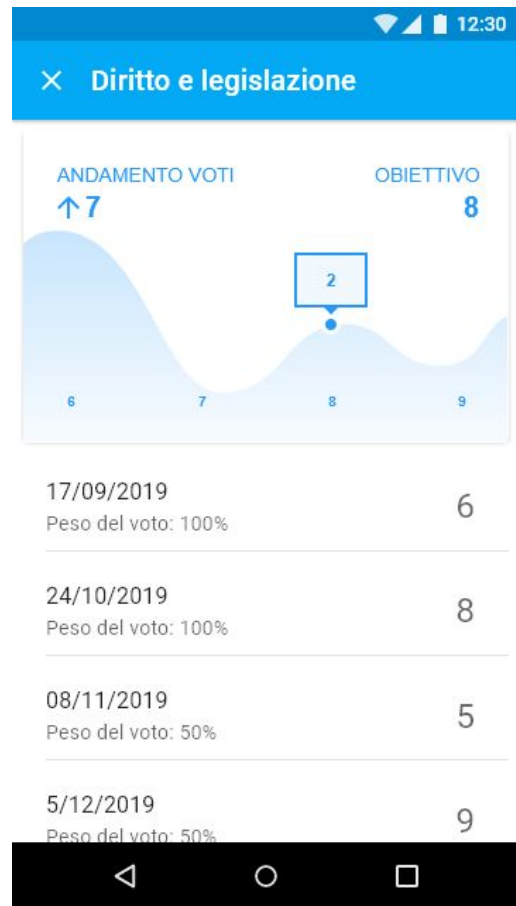 12:30
Diritto e legislazione
ANDAMENTO VOTI OBIETTIVO
7 8
2
6 7 8 9
17/09/2019
Peso del voto: 100%
6
24/10/2019
Peso del voto: 100%
8
08/11/2019
Peso del voto: 50%
5
5/12/2019
Peso del voto: 50%
9